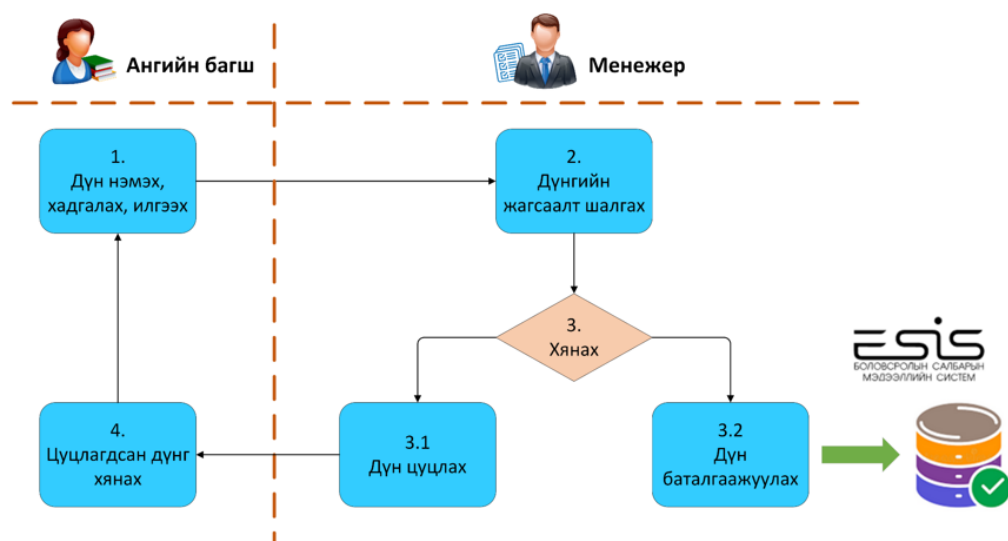 Ангийн багш
Менежер
1.
Дүн нэмэх,
хадгалах, илгээх
2.
Дүнгийн
жагсаалт шалгах
3.
Хянах
ESIS
БОЛОВСРОЛЫН САЛБАРЫН
МЭДЭЭЛЛИЙН СИСТЕМ
4.
Цуцлагдсан дүнг
хянах
3.1
Дүн цуцлах
3.2
Дүн
баталгаажуулах